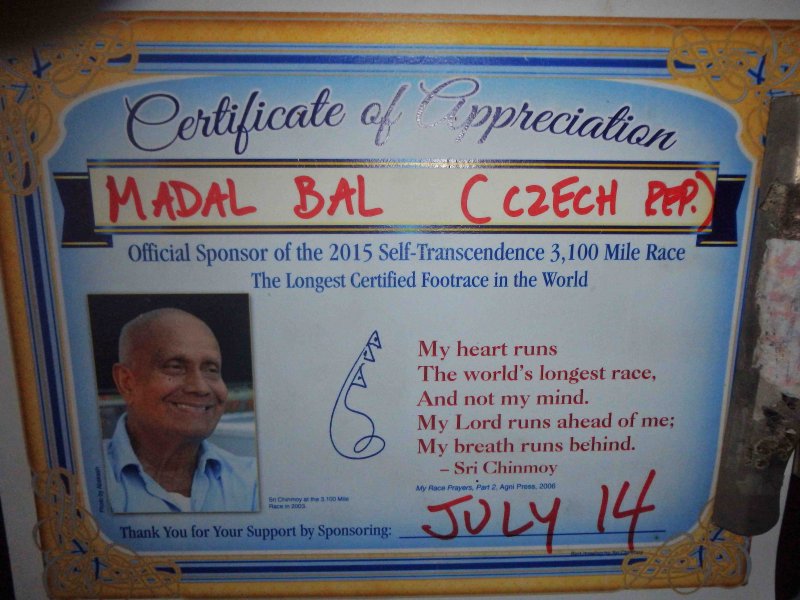 Certificate of Appreciation
MADAL BAL (CZECH REP.)
Official Sponsor of the 2015 Self-Transcendence 3,100 Mile Race
The Longest Certified Footrace in the World
My heart runs
The world's longest race,
And not my mind.
My Lord runs ahead of me;
My breath runs behind.
– Sri Chinmoy
My Race Prayers, Part 2, Agni Press, 2006
Sri Chinmoy at the 3,100 Mile
Race in 2003.
Thank You for Your Support by Sponsoring: JULY 14